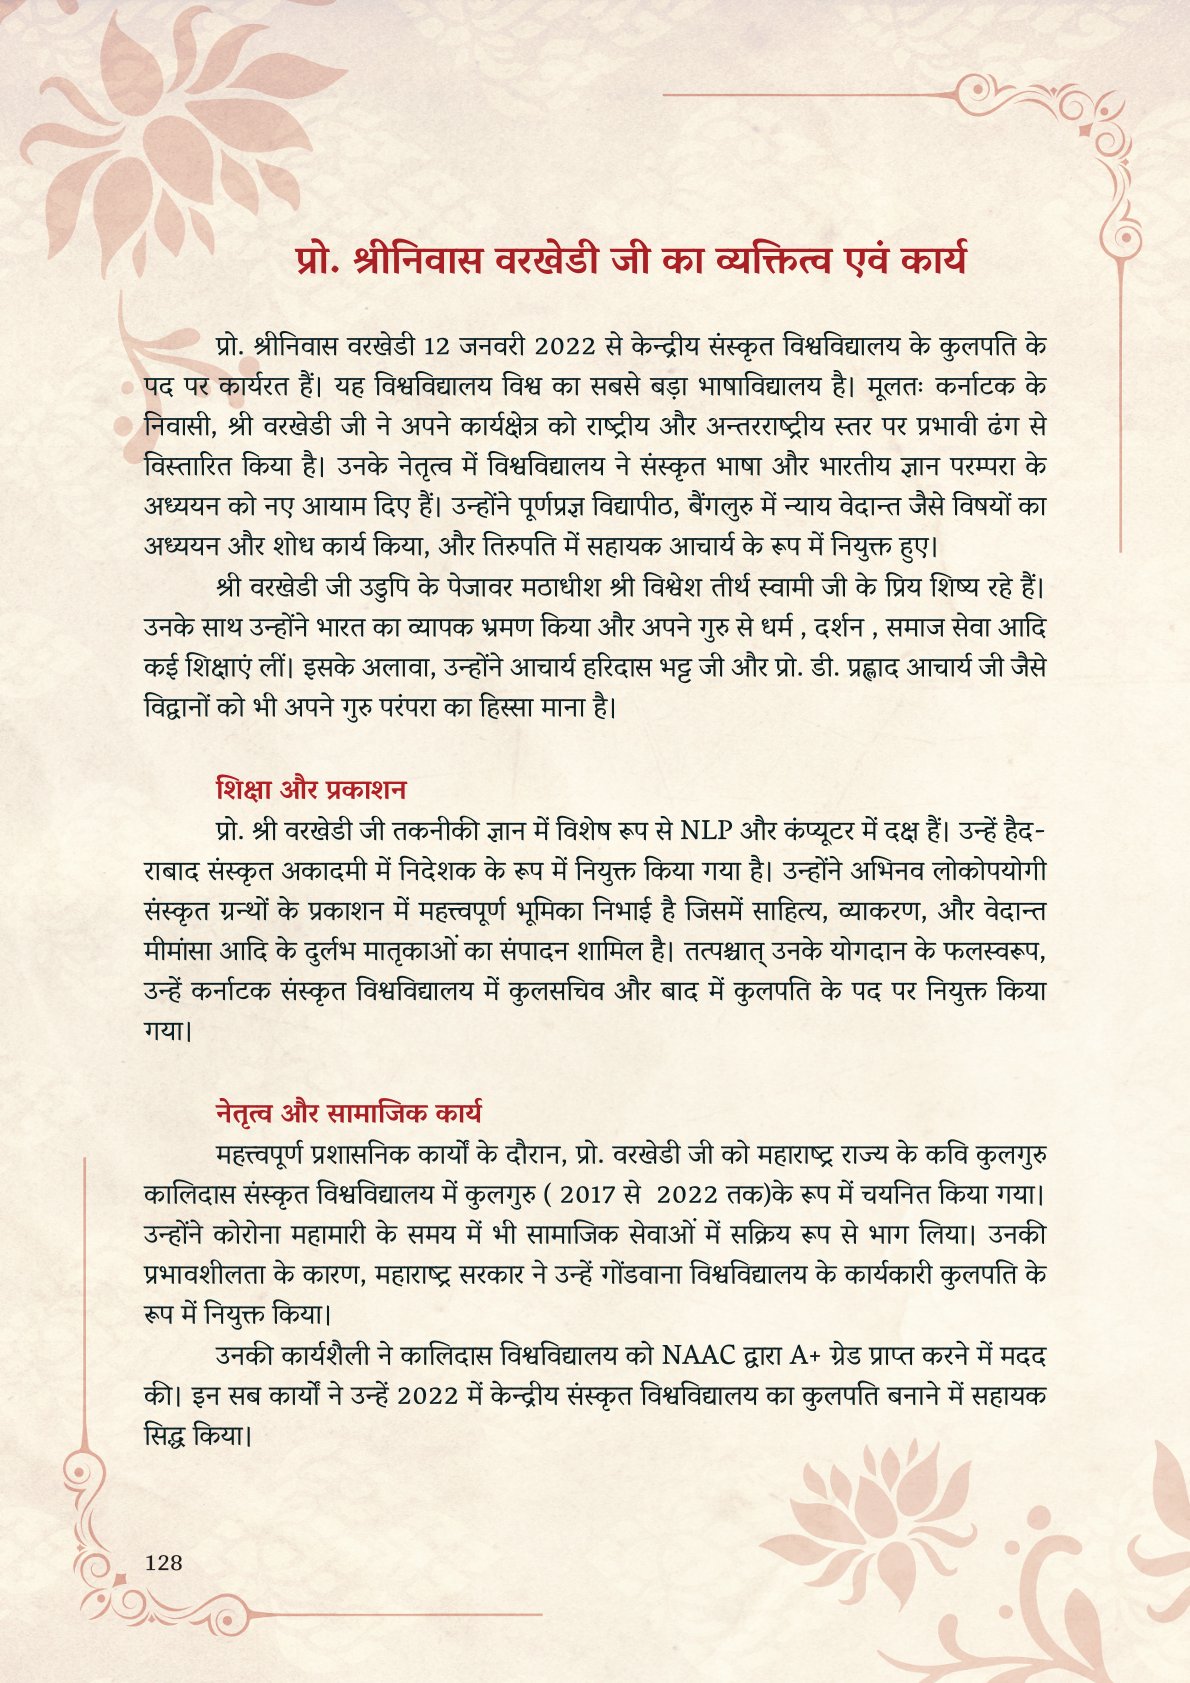 प्रो. श्रीनिवास वरखेडी जी का व्यक्तित्व एवं कार्य
प्रो. श्रीनिवास वरखेडी 12 जनवरी 2022 से केन्द्रीय संस्कृत विश्वविद्यालय के कुलपति के
पद पर कार्यरत हैं। यह विश्वविद्यालय विश्व का सबसे बड़ा भाषाविद्यालय है। मूलतः कर्नाटक के
निवासी, श्री वरखेडी जी ने अपने कार्यक्षेत्र को राष्ट्रीय और अन्तरराष्ट्रीय स्तर पर प्रभावी ढंग से
विस्तारित किया है। उनके नेतृत्व में विश्वविद्यालय ने संस्कृत भाषा और भारतीय ज्ञान परम्परा के
अध्ययन को नए आयाम दिए हैं। उन्होंने पूर्णप्रज्ञ विद्यापीठ, बैंगलुरु में न्याय वेदान्त जैसे विषयों का
अध्ययन और शोध कार्य किया, और तिरुपति में सहायक आचार्य के रूप में नियुक्त हुए।
श्री वरखेडी जी उडुपि के पेजावर मठाधीश श्री विश्वेश तीर्थ स्वामी जी के प्रिय शिष्य रहे हैं।
उनके साथ उन्होंने भारत का व्यापक भ्रमण किया और अपने गुरु से धर्म , दर्शन , समाज सेवा आदि
कई शिक्षाएं लीं। इसके अलावा, उन्होंने आचार्य हरिदास भट्ट जी और प्रो. डी. प्रह्लाद आचार्य जी जैसे
विद्वानों को भी अपने गुरु परंपरा का हिस्सा माना है।
शिक्षा और प्रकाशन
प्रो. श्री वरखेडी जी तकनीकी ज्ञान में विशेष रूप से NLP और कंप्यूटर में दक्ष हैं। उन्हें हैद-
राबाद संस्कृत अकादमी में निदेशक के रूप में नियुक्त किया गया है। उन्होंने अभिनव लोकोपयोगी
संस्कृत ग्रन्थों के प्रकाशन में महत्त्वपूर्ण भूमिका निभाई है जिसमें साहित्य, व्याकरण, और वेदान्त
मीमांसा आदि के दुर्लभ मातृकाओं का संपादन शामिल है। तत्पश्चात् उनके योगदान के फलस्वरूप,
उन्हें कर्नाटक संस्कृत विश्वविद्यालय में कुलसचिव और बाद में कुलपति के पद पर नियुक्त किया
गया।
नेतृत्व और सामाजिक कार्य
महत्त्वपूर्ण प्रशासनिक कार्यों के दौरान, प्रो. वरखेडी जी को महाराष्ट्र राज्य के कवि कुलगुरु
कालिदास संस्कृत विश्वविद्यालय में कुलगुरु ( 2017 से  2022 तक)के रूप में चयनित किया गया।
उन्होंने कोरोना महामारी के समय में भी सामाजिक सेवाओं में सक्रिय रूप से भाग लिया। उनकी
प्रभावशीलता के कारण, महाराष्ट्र सरकार ने उन्हें गोंडवाना विश्वविद्यालय के कार्यकारी कुलपति के
रूप में नियुक्त किया।
उनकी कार्यशैली ने कालिदास विश्वविद्यालय को NAAC द्वारा A+ ग्रेड प्राप्त करने में मदद
की। इन सब कार्यों ने उन्हें 2022 में केन्द्रीय संस्कृत विश्वविद्यालय का कुलपति बनाने में सहायक
सिद्ध किया।
128